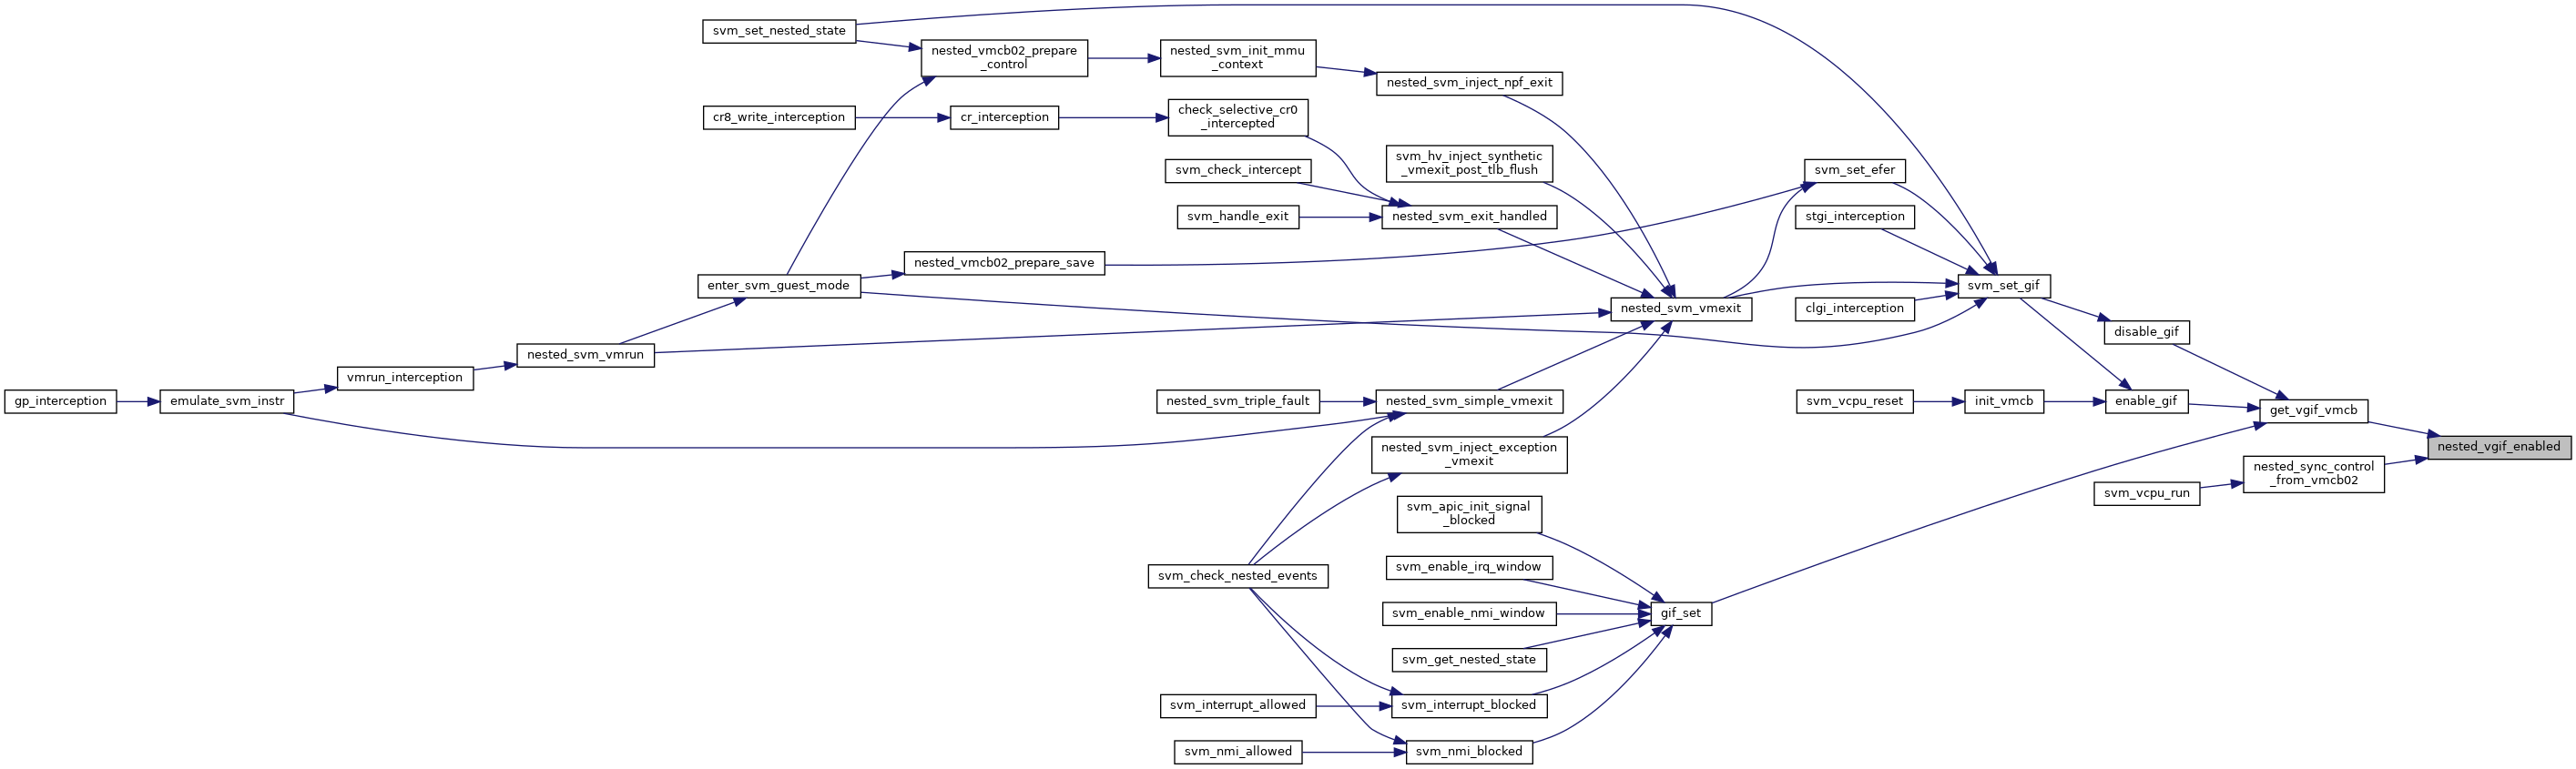 svm_set_nested_state
nested_vmcb02_prepare
_control
nested_svm_init_mmu
_context
nested_svm_inject_npf_exit
cr8_write_interception
cr_interception
check_selective_cr0
_intercepted
svm_hv_inject_synthetic
_vmexit_post_tlb_flush
svm_check_intercept
svm_set_efer
svm_handle_exit
nested_svm_exit_handled
stgi_interception
nested_vmcb02_prepare_save
enter_svm_guest_mode
svm_set_gif
nested_svm_vmexit
clgi_interception
disable_gif
nested_svm_vmrun
vmrun_interception
gp_interception
emulate_svm_instr
nested_svm_triple_fault
nested_svm_simple_vmexit
svm_vcpu_reset
init_vmcb
enable_gif
get_vgif_vmcb
nested_vgif_enabled
nested_svm_inject_exception
_vmexit
nested_sync_control
_from_vmcb02
svm_vcpu_run
svm_apic_init_signal
_blocked
svm_enable_irq_window
svm_check_nested_events
svm_enable_nmi_window
gif_set
svm_get_nested_state
svm_interrupt_allowed
svm_interrupt_blocked
svm_nmi_allowed
svm_nmi_blocked